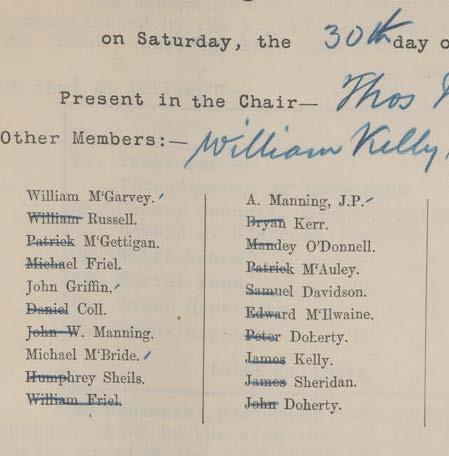 on Saturday, the 30th day o
Present in the Chair— Thos
Other Members:— William Kelly,
William M'Garvey.
William Russell.
Patrick M'Gettigan.
Michael Friel.
John Griffin.
Daniel Coll.
John W. Manning.
Michael M'Bride.
Humphrey Sheils.
William Friel.
A. Manning, J.P.
Bryan Kerr.
Mandey O'Donnell.
Patrick M'Auley.
Samuel Davidson.
Edward M'Ilwaine.
Peter Doherty.
James Kelly.
James Sheridan.
John Doherty.